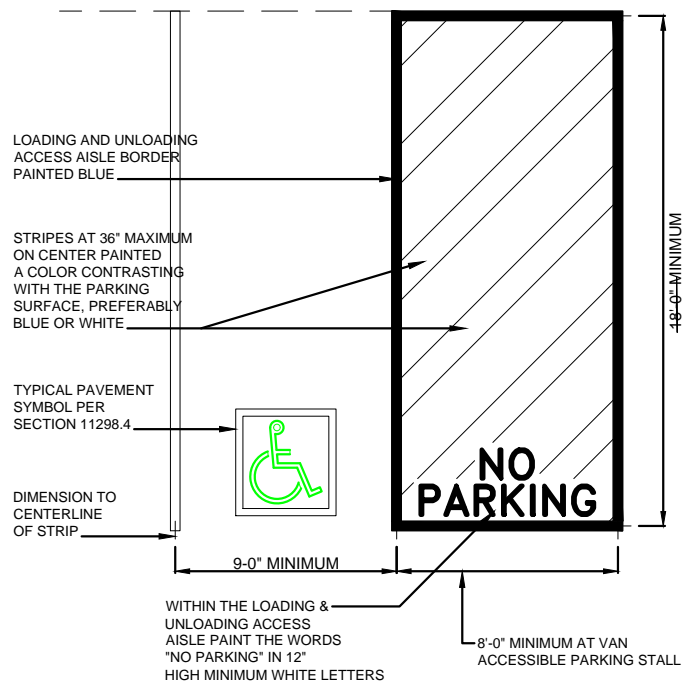 LOADING AND UNLOADING
ACCESS AISLE BORDER
PAINTED BLUE
STRIPES AT 36" MAXIMUM
ON CENTER PAINTED
A COLOR CONTRASTING
WITH THE PARKING
SURFACE, PREFERABLY
BLUE OR WHITE
18'-0" MINIMUM
TYPICAL PAVEMENT
SYMBOL PER
SECTION 11298.4
NO
PARKING
DIMENSION TO
CENTERLINE
OF STRIP
9-0" MINIMUM
WITHIN THE LOADING &
UNLOADING ACCESS
AISLE PAINT THE WORDS
"NO PARKING" IN 12"
HIGH MINIMUM WHITE LETTERS
8'-0" MINIMUM AT VAN
ACCESSIBLE PARKING STALL